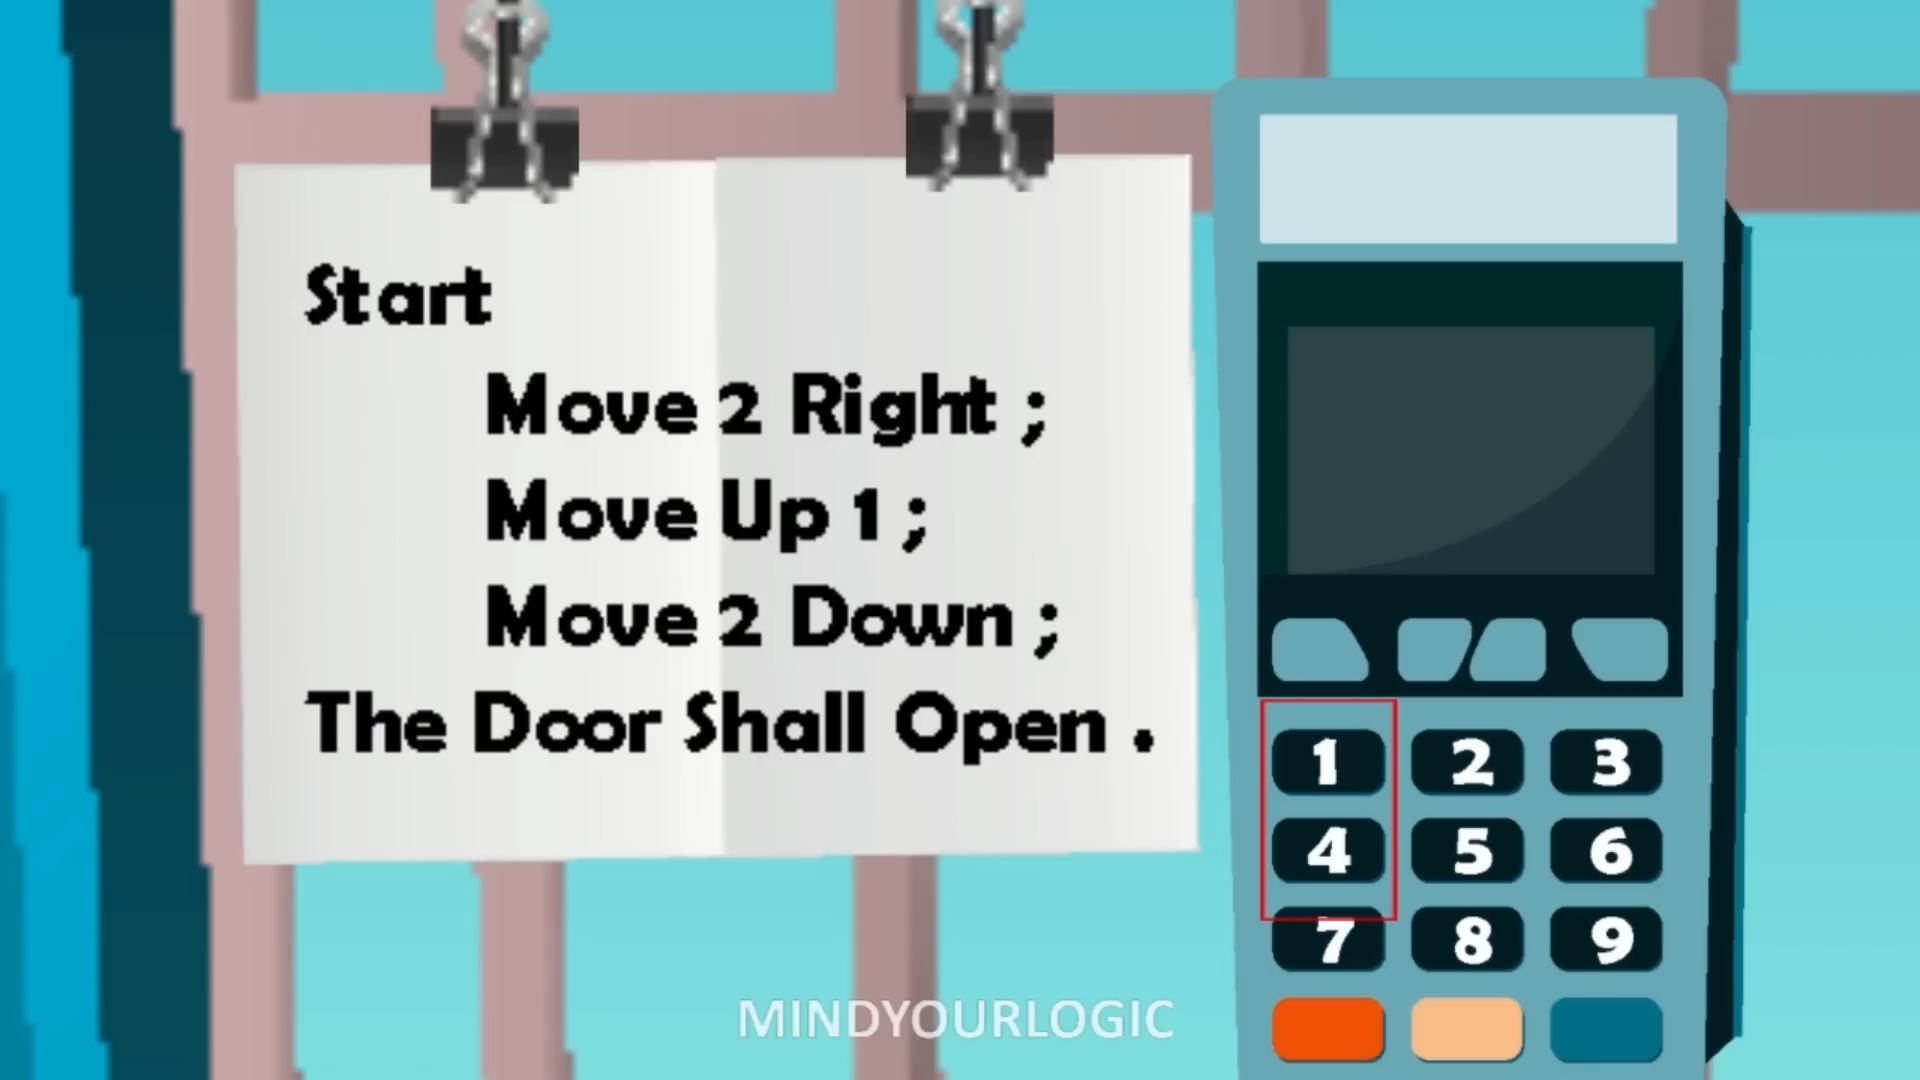 Start
Move 2 Right ;
Move Up 1 ;
Move 2 Down ;
The Door Shall Open .
1 2 3
4 5 6
7 8 9
MINDYOURLOGIC